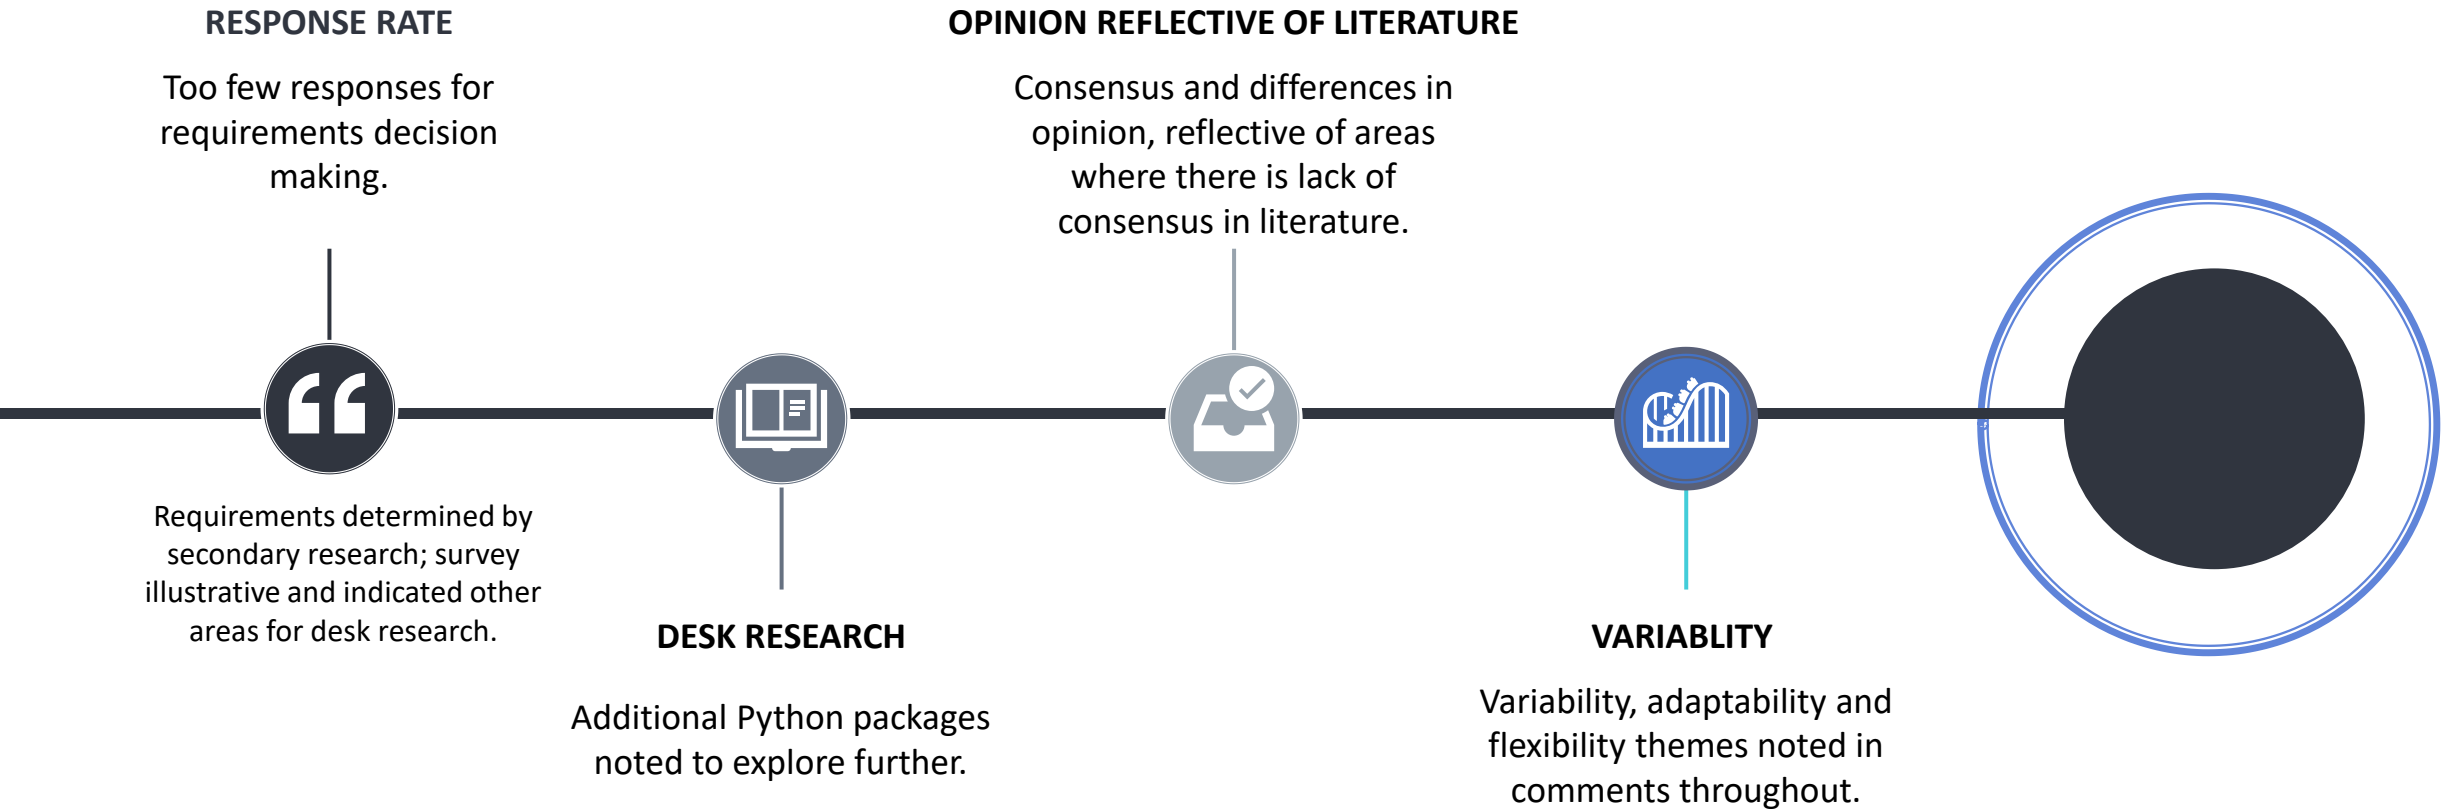 RESPONSE RATE
Too few responses for
requirements decision
making.
Requirements determined by
secondary research; survey
illustrative and indicated other
areas for desk research.
DESK RESEARCH
Additional Python packages
noted to explore further.
OPINION REFLECTIVE OF LITERATURE
Consensus and differences in
opinion, reflective of areas
where there is lack of
consensus in literature.
VARIABLITY
Variability, adaptability and
flexibility themes noted in
comments throughout.